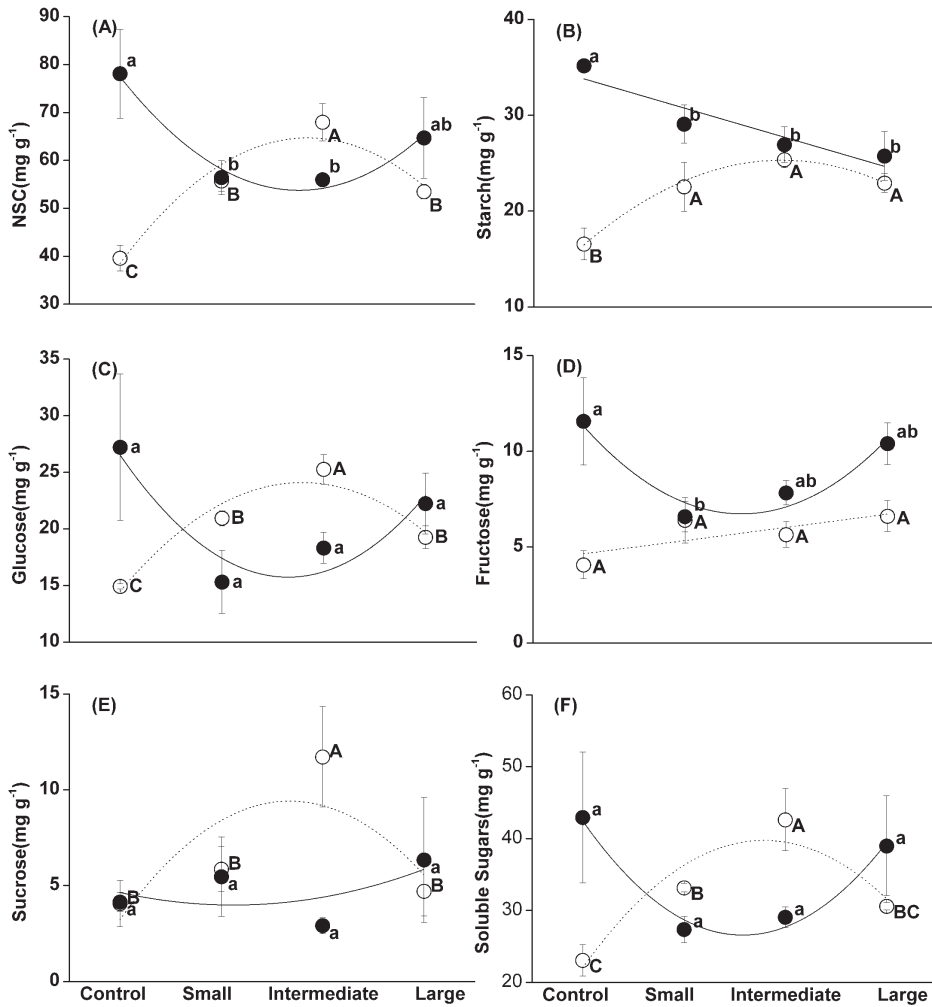 (A)
NSC(mg g-1)
90
80
70
60
50
40
30
a
C
b
B
A
b
ab
B
(B)
Starch(mg g-1)
40
30
20
10
a
B
b
A
b
A
b
A
(C)
Glucose(mg g-1)
35
30
25
20
15
10
a
C
B
a
A
a
a
B
(D)
Fructose(mg g-1)
15
10
5
0
a
A
b
A
ab
A
ab
A
(E)
Sucrose(mg g-1)
15
10
5
0
B
a
B
a
A
a
a
B
Control Small Intermediate Large
(F)
Soluble Sugars(mg g-1)
60
50
40
30
20
a
C
B
a
A
a
a
BC
Control Small Intermediate Large